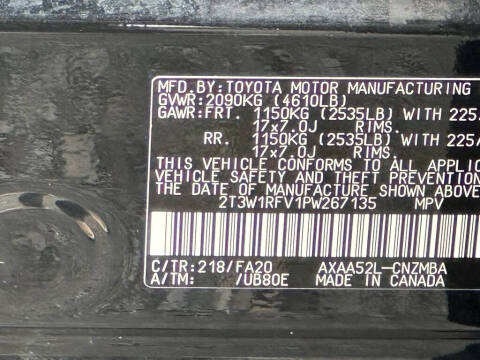 MFD.BY:TOYOTA MOTOR MANUFACTURING
GVWR:2090KG (4610LB)
GAWR:FRT. 1150KG (2535LB) WITH 225/
17x7.0J RIMS.
RR. 1150KG (2535LB) WITH 225/
17x7.0J RIMS.
THIS VEHICLE CONFORMS TO ALL APPLIC
VEHICLE SAFETY AND THEFT PREVENTION
THE DATE OF MANUFACTURE SHOWN ABOVE
2T3W1RFV1PW267135 MPV
C/TR:218/FA20 AXAA52L-CNZMBA
A/TM: /UB80E MADE IN CANADA